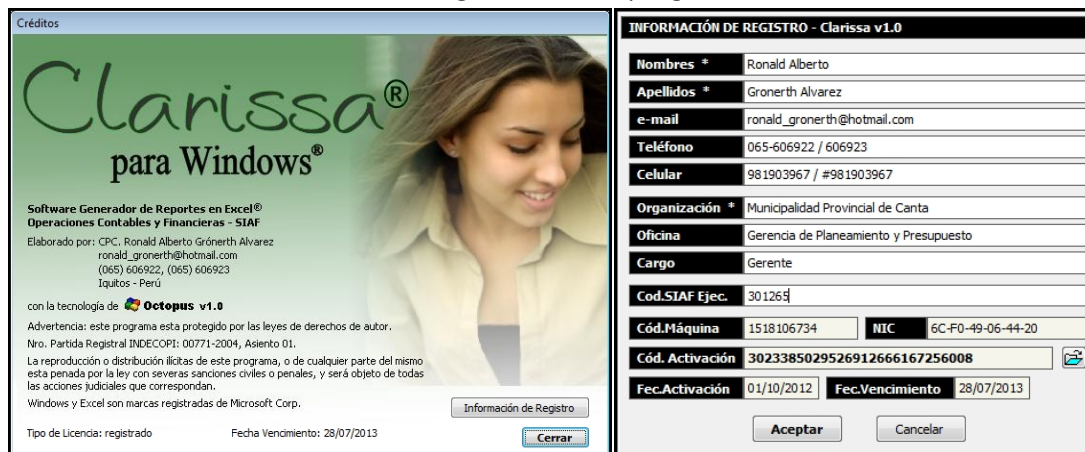 Créditos
Clarissa®
para Windows®
Software Generador de Reportes en Excel®
Operaciones Contables y Financieras - SIAF
Elaborado por: CPC. Ronald Alberto Grónerth Alvarez
ronald_gronerth@hotmail.com
(065) 606922, (065) 606923
Iquitos - Perú
con la tecnología de Octopus v1.0
Advertencia: este programa esta protegido por las leyes de derechos de autor.
Nro. Partida Registral INDECOPI: 00771-2004, Asiento 01.
La reproducción o distribución ilícitas de este programa, o de cualquier parte del mismo
esta penada por la ley con severas sanciones civiles o penales, y será objeto de todas
las acciones judiciales que correspondan.
Windows y Excel son marcas registradas de Microsoft Corp.
Información de Registro
Tipo de Licencia: registrado Fecha Vencimiento: 28/07/2013
Cerrar
INFORMACIÓN DE REGISTRO - Clarissa v1.0
Nombres * Ronald Alberto
Apellidos * Gronerth Alvarez
e-mail ronald_gronerth@hotmail.com
Teléfono 065-606922 / 606923
Celular 981903967 / #981903967
Organización * Municipalidad Provincial de Canta
Oficina Gerencia de Planeamiento y Presupuesto
Cargo Gerente
Cod.SIAF Ejec. 301265
Cód.Máquina 1518106734 NIC 6C-F0-49-06-44-20
Cód. Activación 30233850295269126661672​56008
Fec.Activación 01/10/2012 Fec.Vencimiento 28/07/2013
Aceptar Cancelar